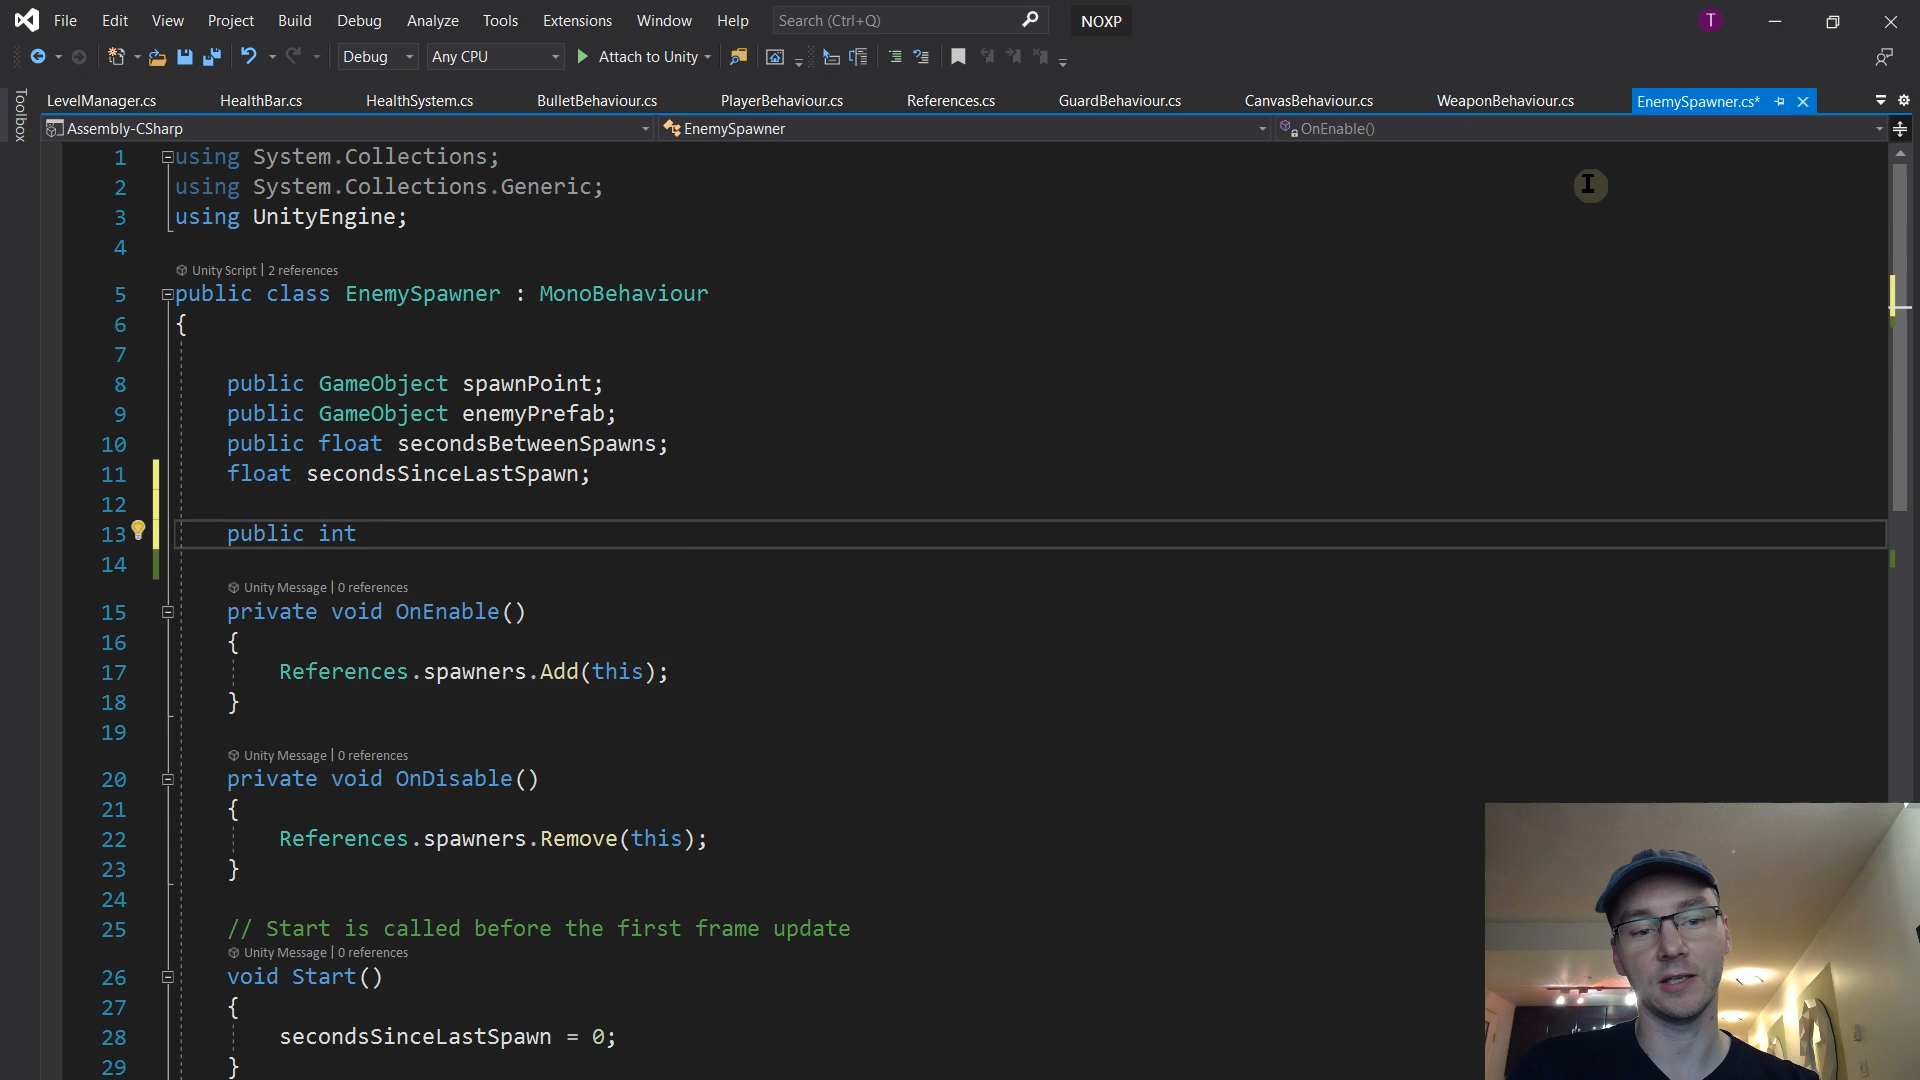 File Edit View Project Build Debug Analyze Tools Extensions Window Help Search (Ctrl+Q) NOXP T
Debug Any CPU Attach to Unity
Toolbox
LevelManager.cs HealthBar.cs HealthSystem.cs BulletBehaviour.cs PlayerBehaviour.cs References.cs GuardBehaviour.cs CanvasBehaviour.cs WeaponBehaviour.cs EnemySpawner.cs*
Assembly-CSharp EnemySpawner OnEnable()
1 using System.Collections;
2 using System.Collections.Generic;
3 using UnityEngine;
4
Unity Script | 2 references
5 public class EnemySpawner : MonoBehaviour
6 {
7
8 public GameObject spawnPoint;
9 public GameObject enemyPrefab;
10 public float secondsBetweenSpawns;
11 float secondsSinceLastSpawn;
12
13 public int
14
Unity Message | 0 references
15 private void OnEnable()
16 {
17 References.spawners.Add(this);
18 }
19
Unity Message | 0 references
20 private void OnDisable()
21 {
22 References.spawners.Remove(this);
23 }
24
25 // Start is called before the first frame update
Unity Message | 0 references
26 void Start()
27 {
28 secondsSinceLastSpawn = 0;
29 }